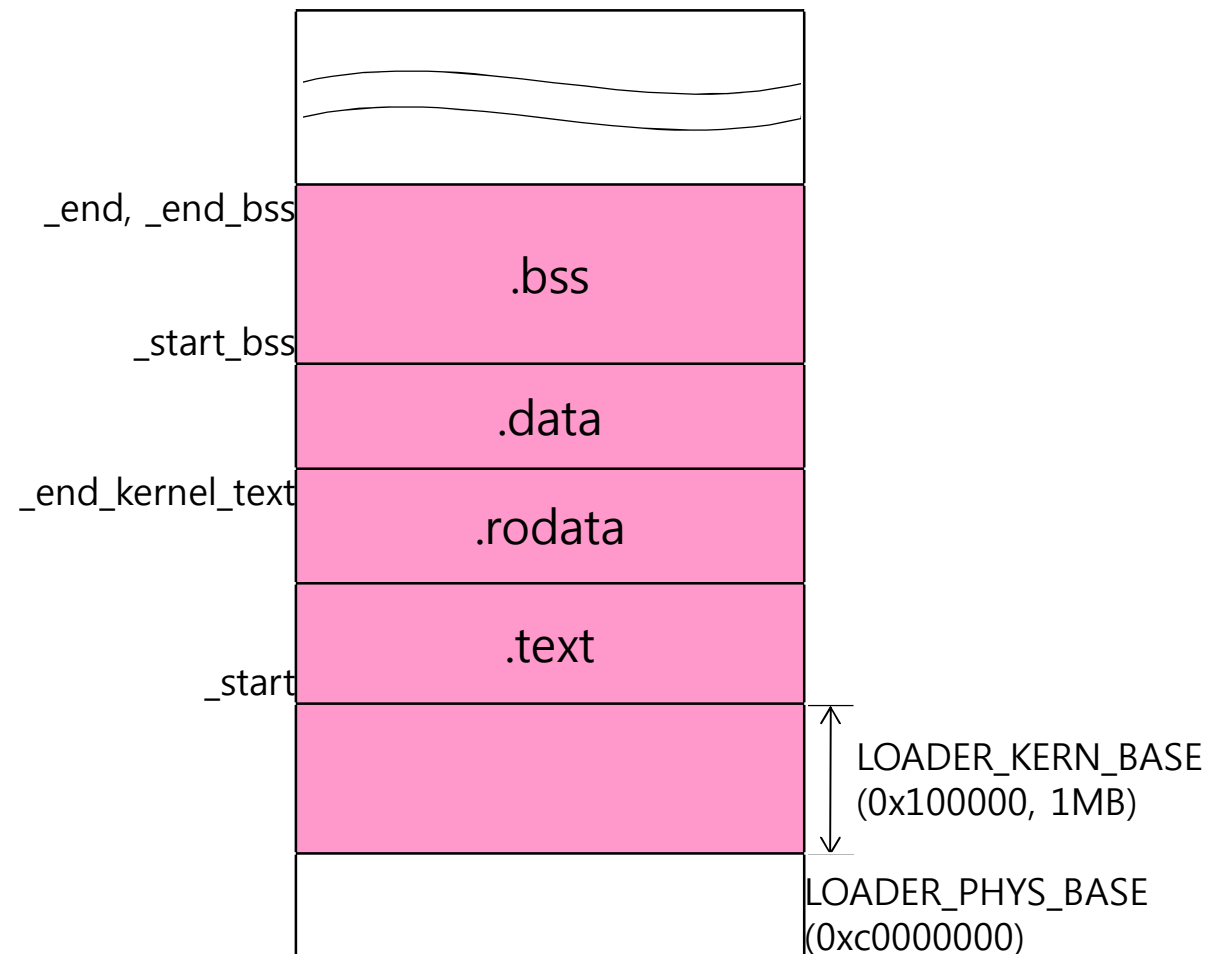 _end, _end_bss
.bss
_start_bss
.data
_end_kernel_text
.rodata
.text
_start
LOADER_KERN_BASE
(0x100000, 1MB)
LOADER_PHYS_BASE
(0xc0000000)